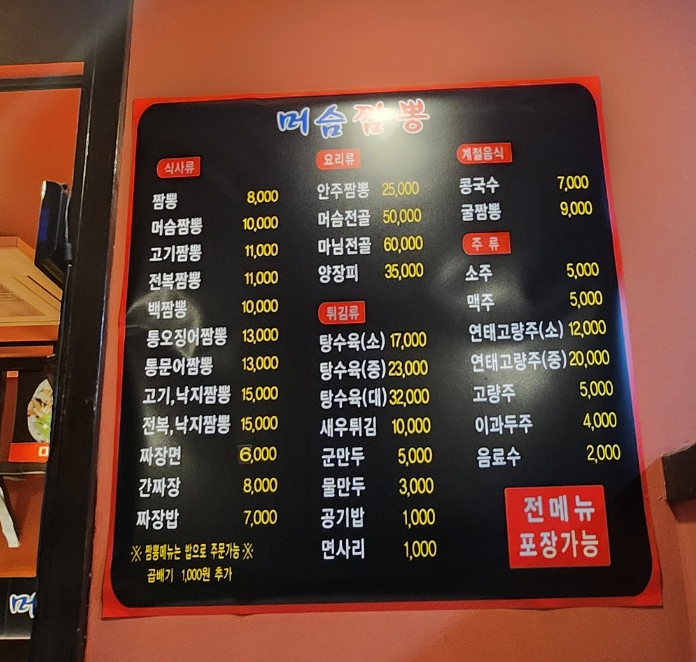 머슴짬뽕
식사류
짬뽕 8,000
머슴짬뽕 10,000
고기짬뽕 11,000
전복짬뽕 11,000
백짬뽕 10,000
통오징어짬뽕 13,000
통문어짬뽕 13,000
고기,낙지짬뽕 15,000
전복,낙지짬뽕 15,000
짜장면 6,000
간짜장 8,000
짜장밥 7,000
※ 짬뽕메뉴는 밥으로 주문가능 ※
곱배기 1,000원 추가
요리류
안주짬뽕 25,000
머슴전골 50,000
마님전골 60,000
양장피 35,000
튀김류
탕수육(소) 17,000
탕수육(중) 23,000
탕수육(대) 32,000
새우튀김 10,000
군만두 5,000
물만두 3,000
공기밥 1,000
면사리 1,000
계절음식
콩국수 7,000
굴짬뽕 9,000
주 류
소주 5,000
맥주 5,000
연태고량주(소) 12,000
연태고량주(중) 20,000
고량주 5,000
이과두주 4,000
음료수 2,000
전메뉴
포장가능